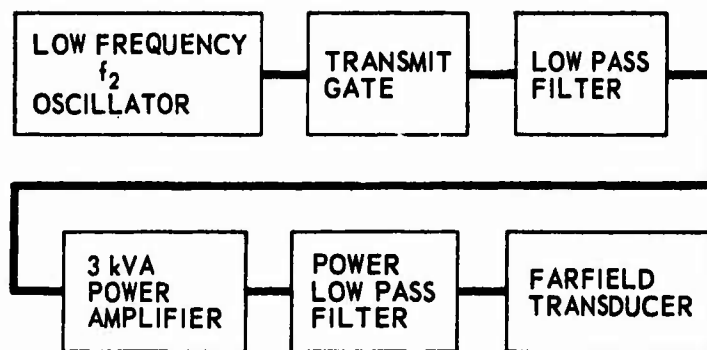 LOW FREQUENCY
f2
OSCILLATOR
TRANSMIT
GATE
LOW PASS
FILTER
3 kVA
POWER
AMPLIFIER
POWER
LOW PASS
FILTER
FARFIELD
TRANSDUCER